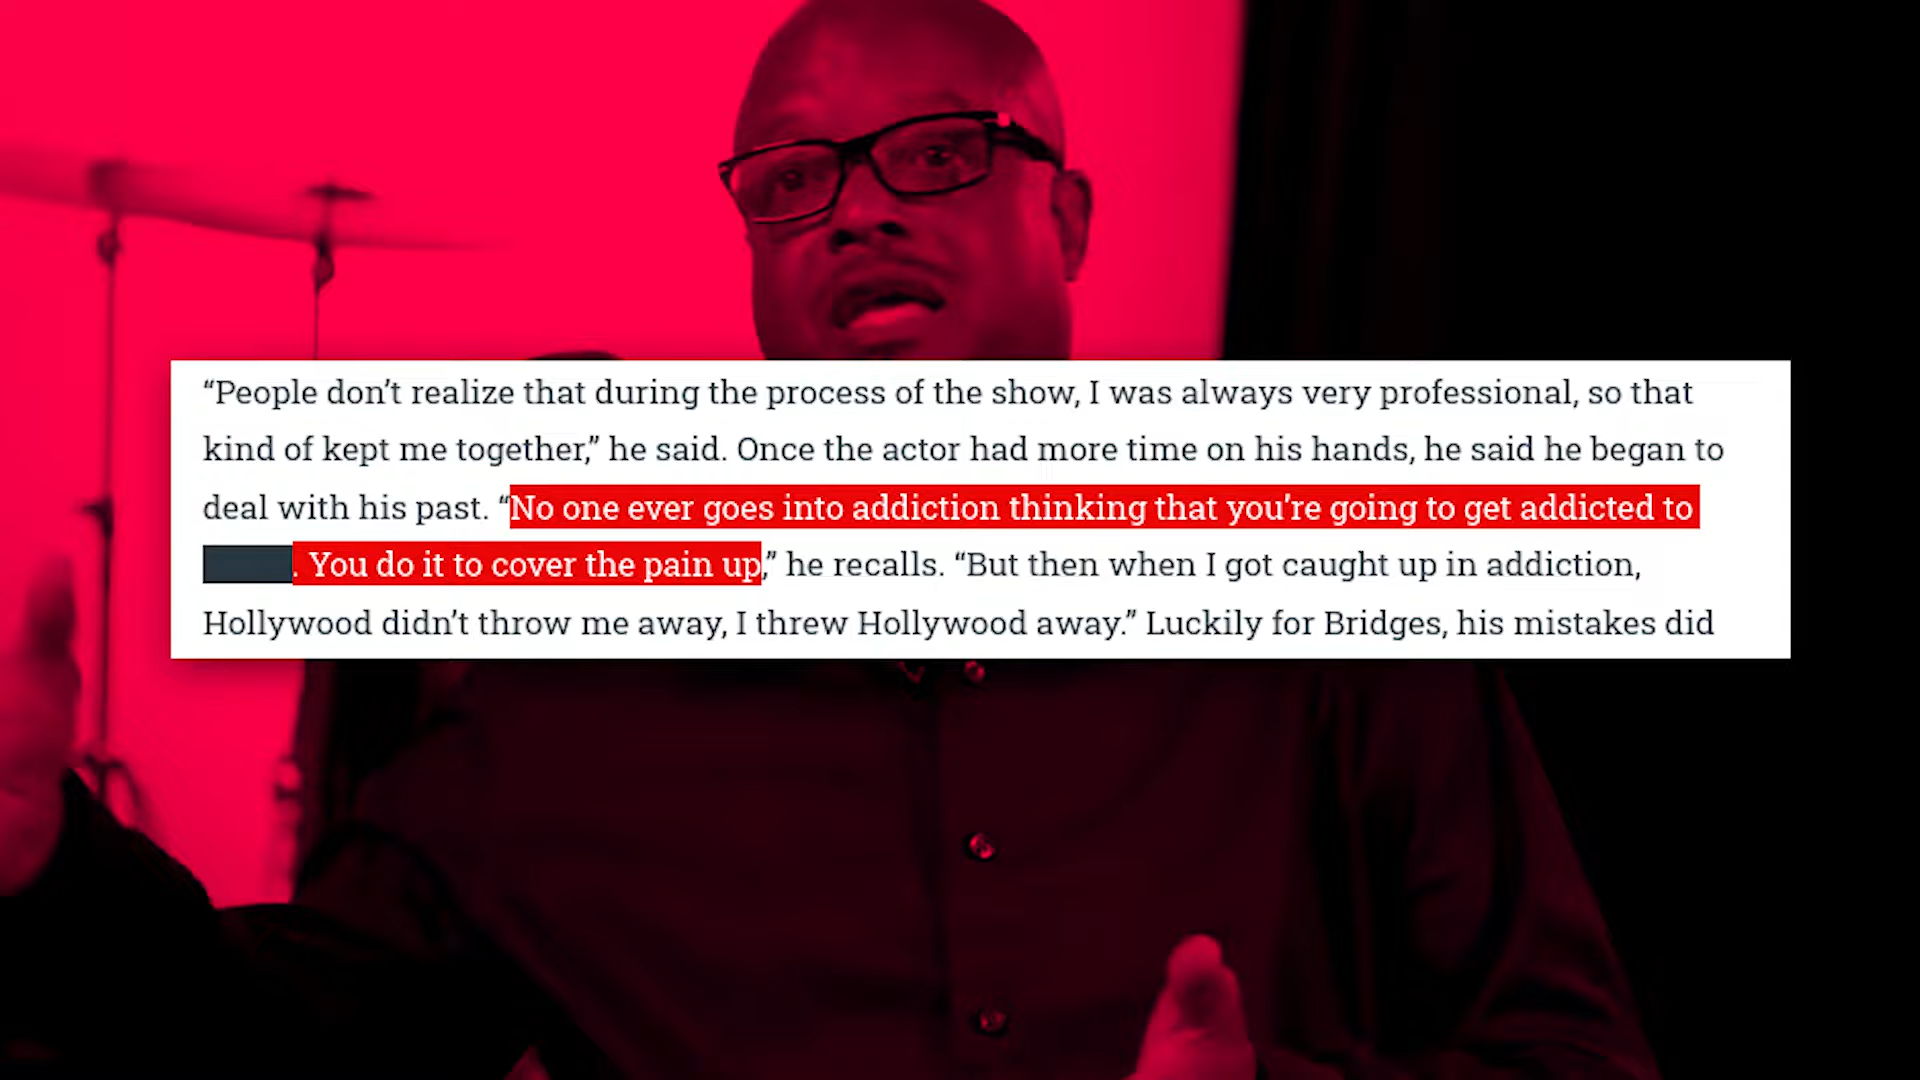 “People don’t realize that during the process of the show, I was always very professional, so that
kind of kept me together,” he said. Once the actor had more time on his hands, he said he began to
deal with his past. “No one ever goes into addiction thinking that you’re going to get addicted to
. You do it to cover the pain up,” he recalls. “But then when I got caught up in addiction,
Hollywood didn’t throw me away, I threw Hollywood away.” Luckily for Bridges, his mistakes did